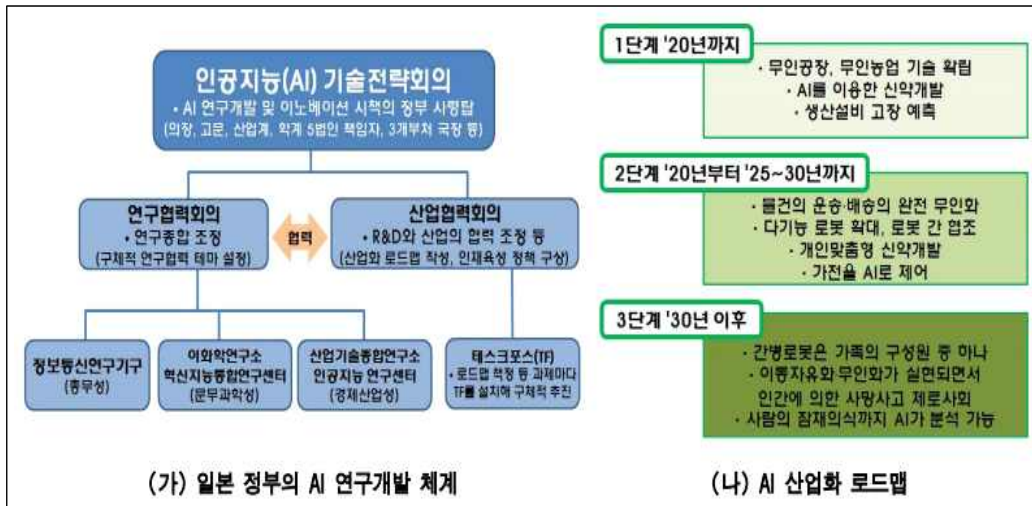 인공지능(AI) 기술전략회의
• AI 연구개발 및 이노베이션 시책의 정부 사령탑
(의장, 고문, 산업계, 학계 5법인 책임자, 3개부처 국장 등)
연구협력회의
• 연구종합 조정
(구체적 연구협력 테마 설정)
협력
산업협력회의
• R&D와 산업의 협력 조정 등
(산업화 로드맵 작성, 인재육성 정책 구상)
정보통신연구기구
(총무성)
이화학연구소
혁신지능통합연구센터
(문무과학성)
산업기술종합연구소
인공지능 연구센터
(경제산업성)
태스크포스(TF)
• 로드맵 책정 등 과제마다
TF를 설치해 구체적 추진
(가) 일본 정부의 AI 연구개발 체계
1단계 '20년까지
• 무인공장, 무인농업 기술 확립
• AI를 이용한 신약개발
• 생산설비 고장 예측
2단계 '20년부터 '25~30년까지
• 물건의 운송·배송의 완전 무인화
• 다기능 로봇 확대, 로봇 간 협조
• 개인맞춤형 신약개발
• 가전을 AI로 제어
3단계 '30년 이후
• 간병로봇은 가족의 구성원 중 하나
• 이동자유화·무인화가 실현되면서
인간에 의한 사망사고 제로사회
• 사람의 잠재의식까지 AI가 분석 가능
(나) AI 산업화 로드맵